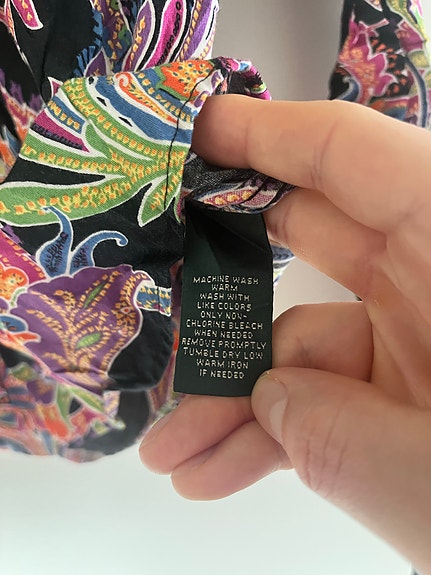 MACHINE WASH
WARM
WASH WITH
LIKE COLORS
ONLY NON-
CHLORINE BLEACH
WHEN NEEDED
REMOVE PROMPTLY
TUMBLE DRY LOW
WARM IRON
IF NEEDED